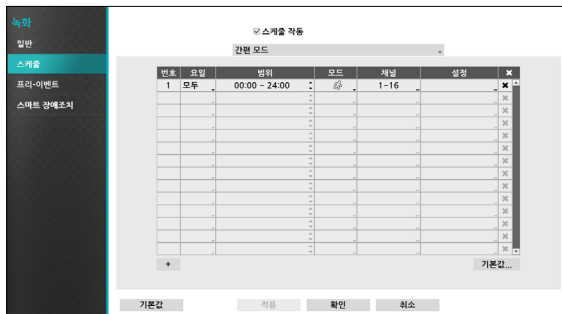 녹화
일반
스케줄
프리-이벤트
스마트 장애조치
스케줄 작동
간편 모드
번호 요일 범위 모드 채널 설정
1 모두 00:00 – 24:00 1-16
+ 기본값...
기본값 적용 확인 취소